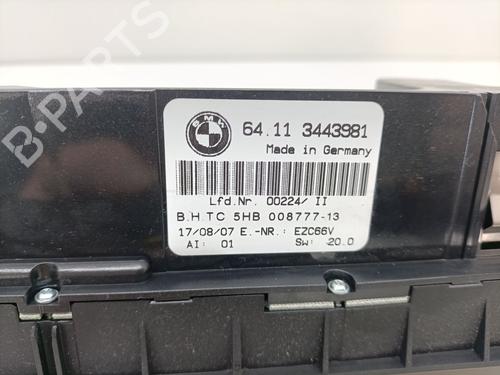 BMW 64.11 3443981
Made in Germany
Lfd.Nr. 00224/ II
B.H.TC 5HB 008777-13
17/08/07 E.-NR.: EZC66V
AI: 01 SW: 20.0